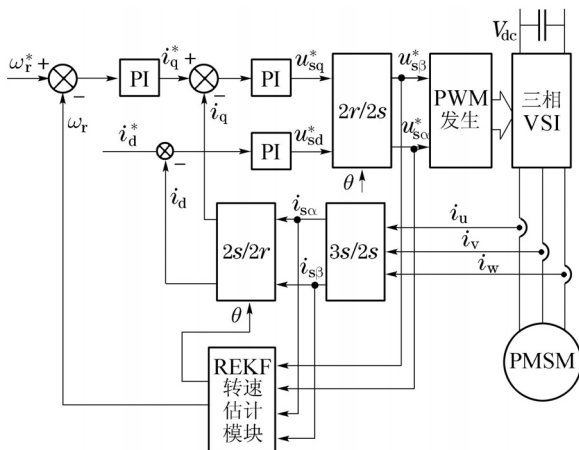 V_dc
ω_r^* +
−
PI
i_q^* +
−
PI
u_sq^*
2r/2s
u_sβ^*
u_sα^*
PWM
发生
三相
VSI
ω_r
i_q
i_d^*
−
PI
u_sd^*
θ
i_d
2s/2r
i_sα
i_sβ
3s/2s
i_u
i_v
i_w
θ
REKF
转速
估计
模块
PMSM